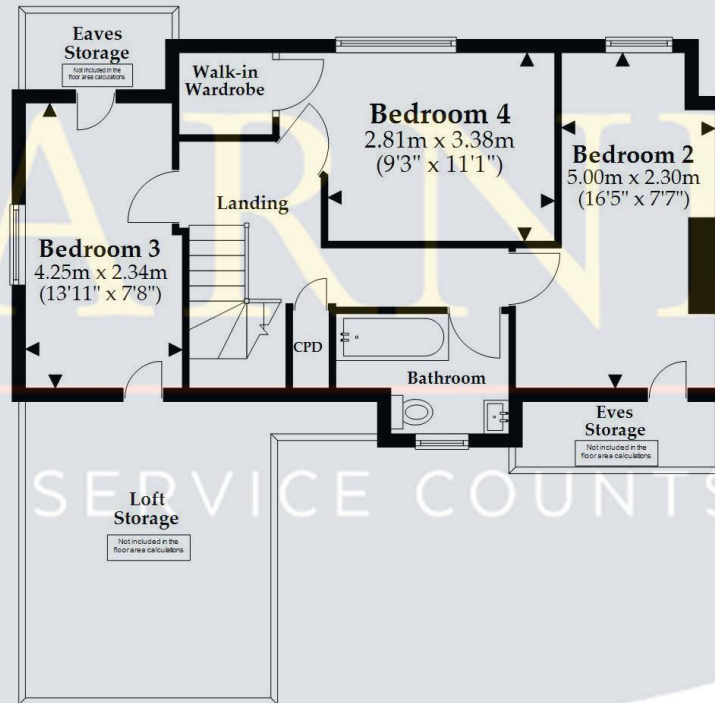 Eaves
Storage
Not included in the
floor area calculations
Walk-in
Wardrobe
Bedroom 4
2.81m x 3.38m
(9'3" x 11'1")
Bedroom 2
5.00m x 2.30m
(16'5" x 7'7")
Landing
Bedroom 3
4.25m x 2.34m
(13'11" x 7'8")
ARN
CPD
Bathroom
Eves
Storage
Not included in the
floor area calculations
SERVICE COUNTS
Loft
Storage
Not included in the
floor area calculations